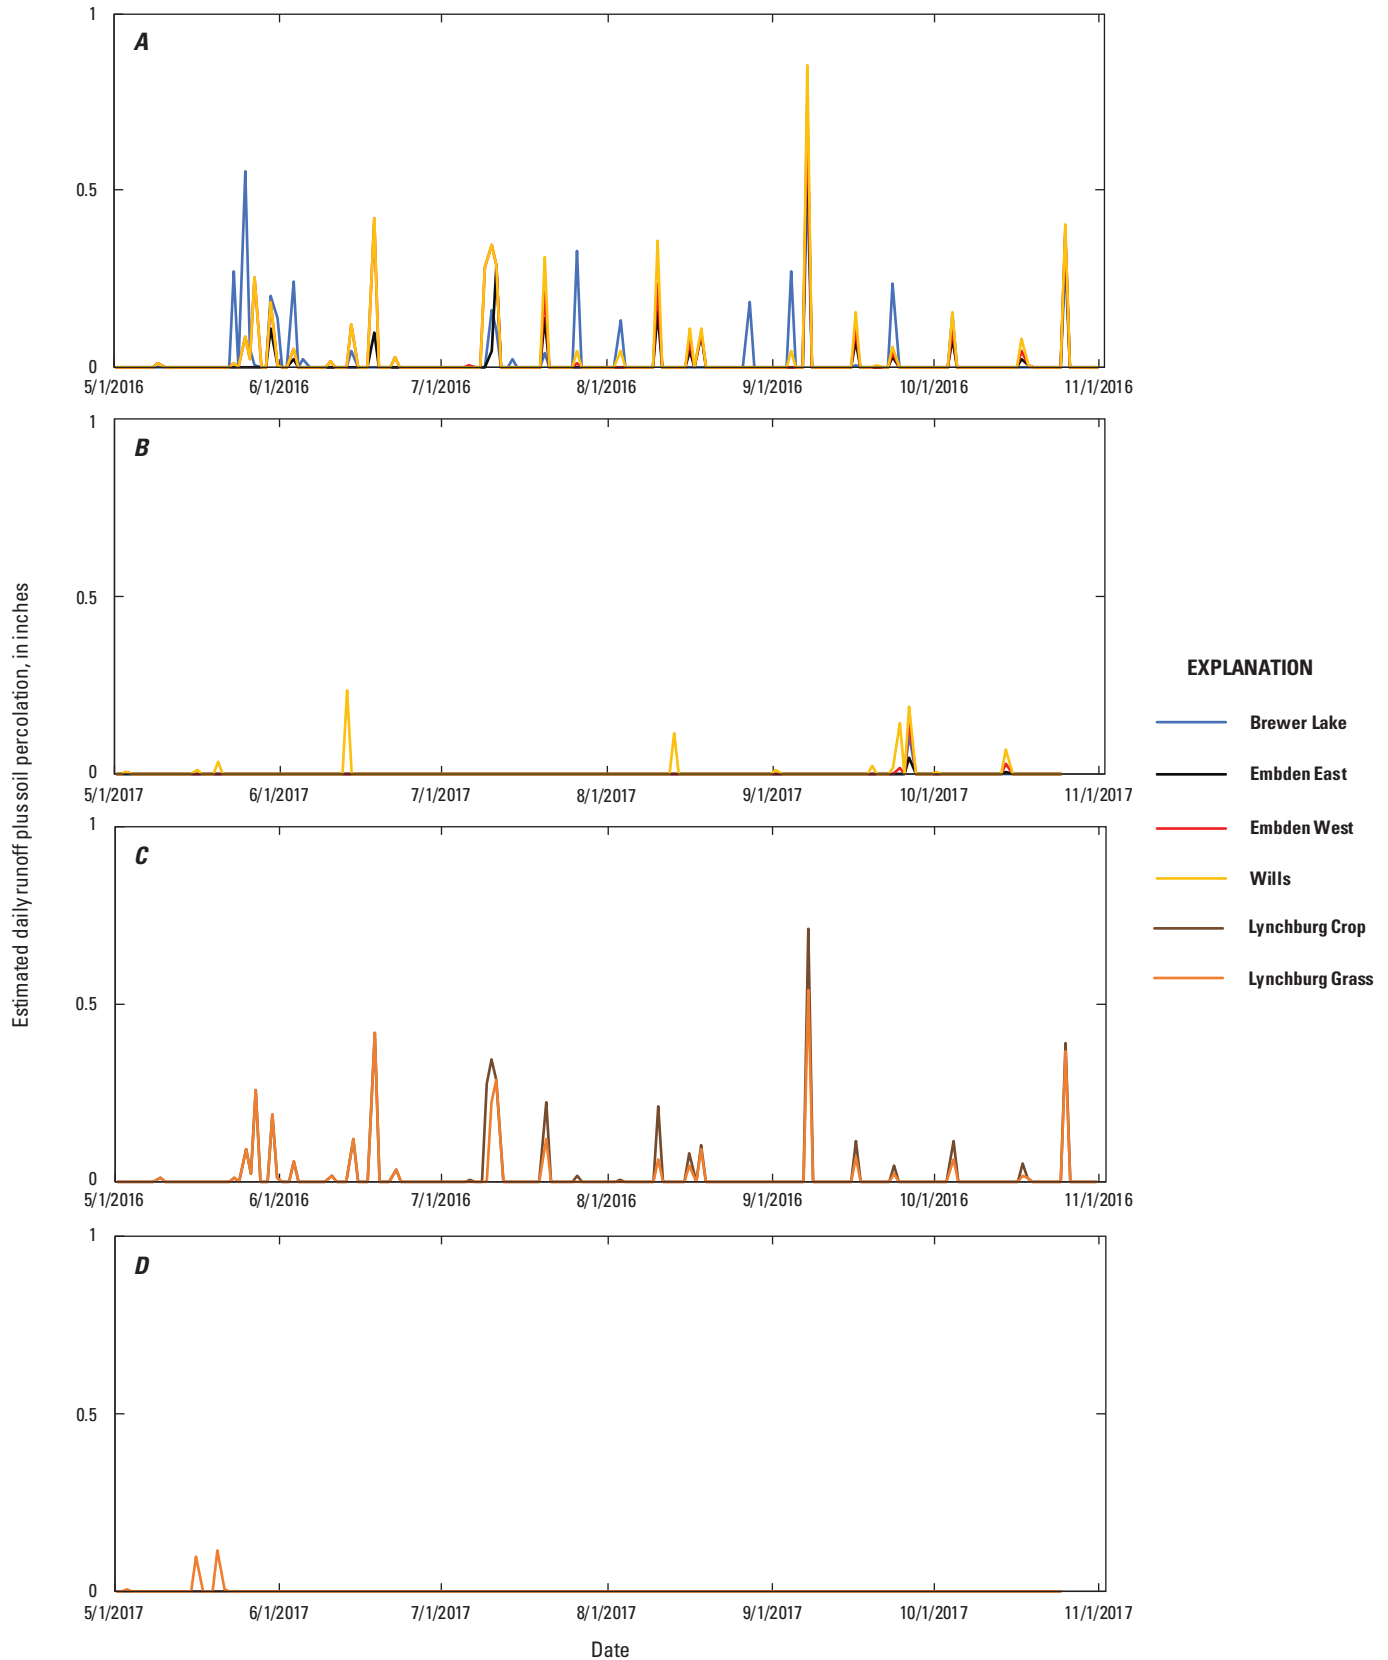 Estimated daily runoff plus soil percolation, in inches
1
A
0.5
0
5/1/2016 6/1/2016 7/1/2016 8/1/2016 9/1/2016 10/1/2016 11/1/2016
1
B
0.5
0
5/1/2017 6/1/2017 7/1/2017 8/1/2017 9/1/2017 10/1/2017 11/1/2017
1
C
0.5
0
5/1/2016 6/1/2016 7/1/2016 8/1/2016 9/1/2016 10/1/2016 11/1/2016
1
D
0.5
0
5/1/2017 6/1/2017 7/1/2017 8/1/2017 9/1/2017 10/1/2017 11/1/2017
Date
EXPLANATION
Brewer Lake
Embden East
Embden West
Wills
Lynchburg Crop
Lynchburg Grass